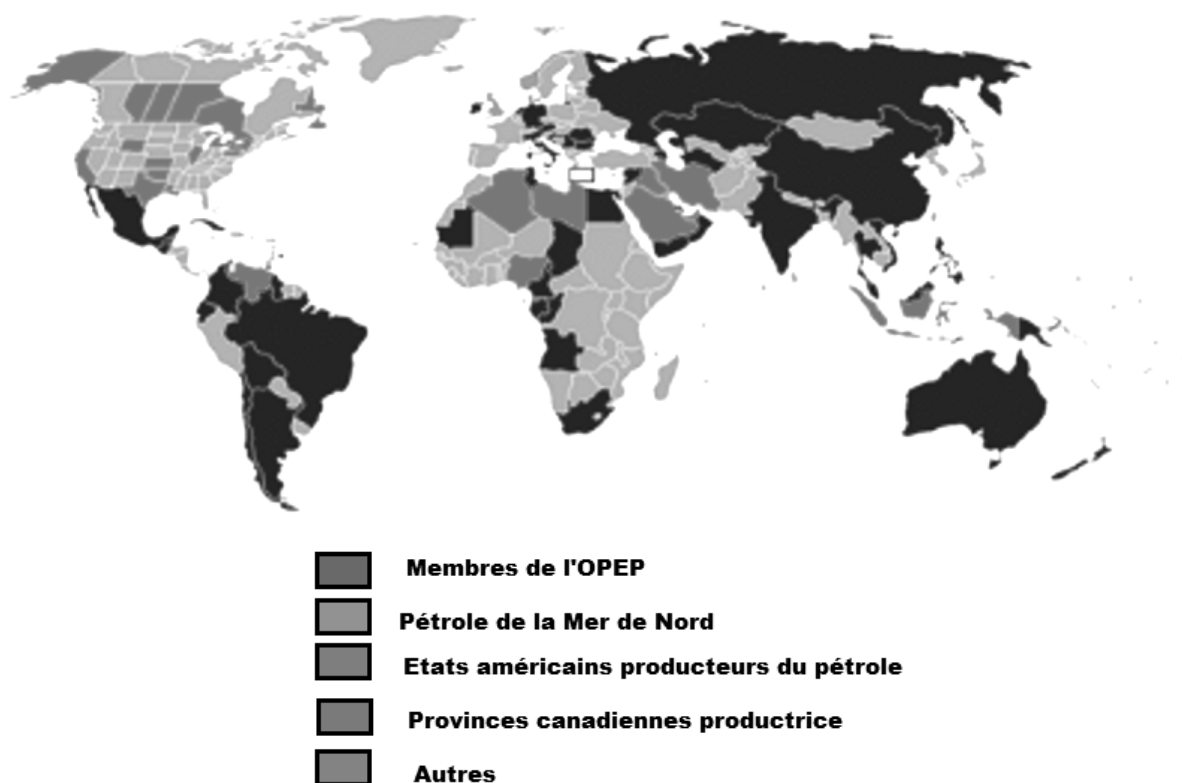 Membres de l'OPEP
Pétrole de la Mer de Nord
Etats américains producteurs du pétrole
Provinces canadiennes productrice
Autres